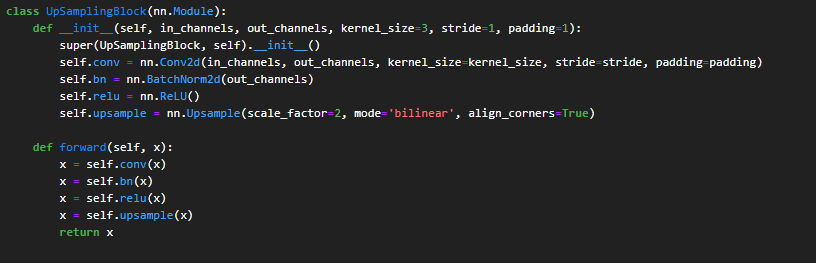 class UpSamplingBlock(nn.Module):
    def __init__(self, in_channels, out_channels, kernel_size=3, stride=1, padding=1):
        super(UpSamplingBlock, self).__init__()
        self.conv = nn.Conv2d(in_channels, out_channels, kernel_size=kernel_size, stride=stride, padding=padding)
        self.bn = nn.BatchNorm2d(out_channels)
        self.relu = nn.ReLU()
        self.upsample = nn.Upsample(scale_factor=2, mode='bilinear', align_corners=True)

    def forward(self, x):
        x = self.conv(x)
        x = self.bn(x)
        x = self.relu(x)
        x = self.upsample(x)
        return x